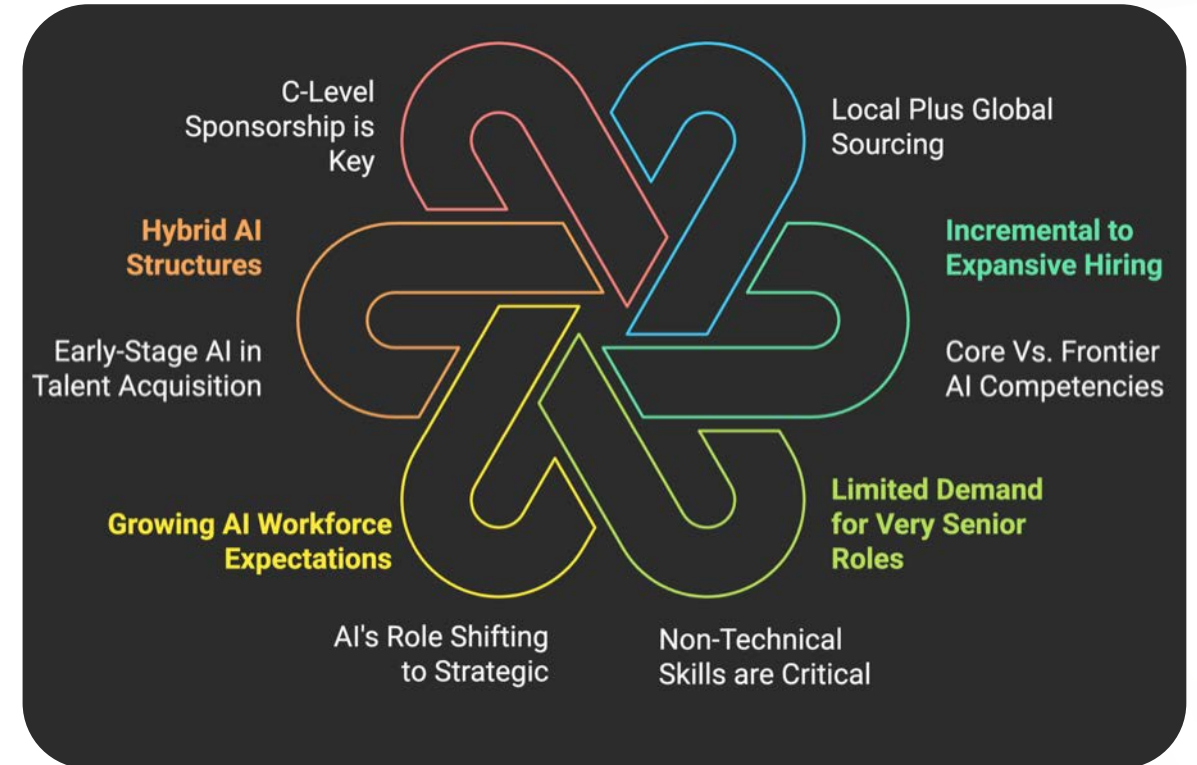 C-Level
Sponsorship is
Key
Local Plus Global
Sourcing
Hybrid AI
Structures
Incremental to
Expansive Hiring
Early-Stage AI in
Talent Acquisition
Core Vs. Frontier
AI Competencies
Growing AI Workforce
Expectations
Limited Demand
for Very Senior
Roles
AI's Role Shifting
to Strategic
Non-Technical
Skills are Critical